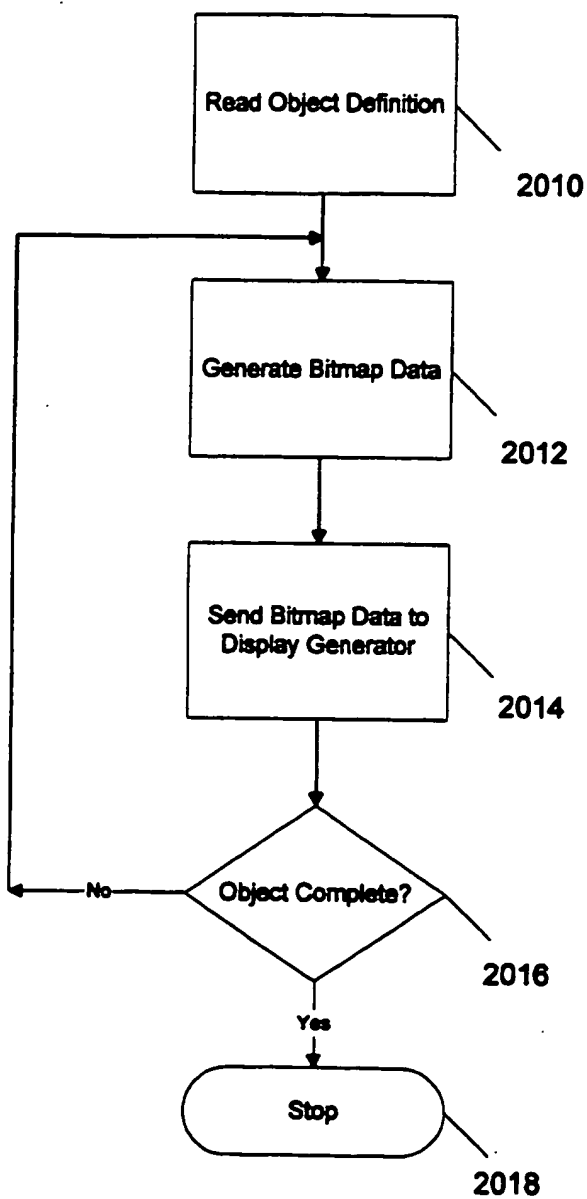 Read Object Definition
2010
Generate Bitmap Data
2012
Send Bitmap Data to
Display Generator
2014
Object Complete?
No
2016
Yes
Stop
2018